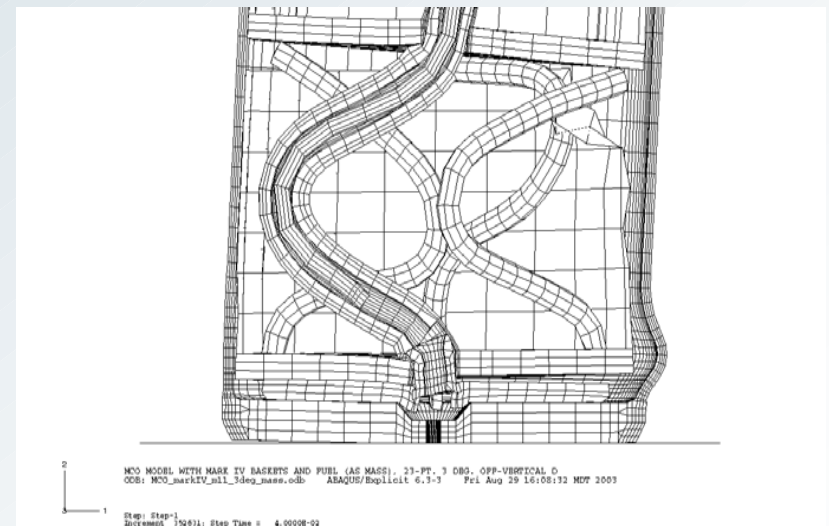 MCO MODEL WITH MARK IV BASKETS AND FUEL (AS MASS), 23-FT. 3 DEG. OFF-VERTICAL D
ODB: MCO_markIV_m11_3deg_mass.odb ABAQUS/Explicit 6.3-3 Fri Aug 29 16:08:32 MDT 2003
2
3 1
Step: Step-1
Increment 352631: Step Time = 4.0000E-02